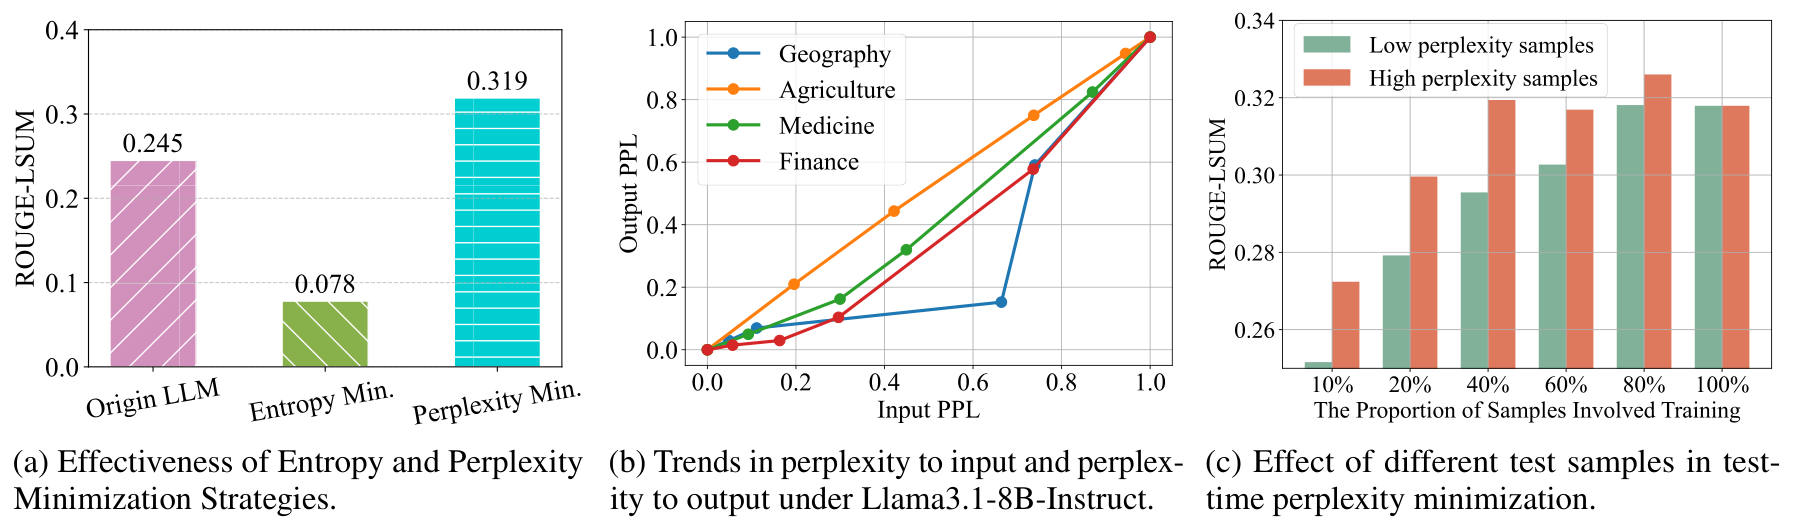 ROUGE-LSUM
0.4
0.3
0.2
0.1
0.0
0.245
0.078
0.319
Origin LLM
Entropy Min.
Perplexity Min.
(a) Effectiveness of Entropy and Perplexity
Minimization Strategies.
Output PPL
1.0
0.8
0.6
0.4
0.2
0.0
Geography
Agriculture
Medicine
Finance
0.0 0.2 0.4 0.6 0.8 1.0
Input PPL
(b) Trends in perplexity to input and perplex-
ity to output under Llama3.1-8B-Instruct.
ROUGE-LSUM
0.34
0.32
0.30
0.28
0.26
Low perplexity samples
High perplexity samples
10% 20% 40% 60% 80% 100%
The Proportion of Samples Involved Training
(c) Effect of different test samples in test-
time perplexity minimization.